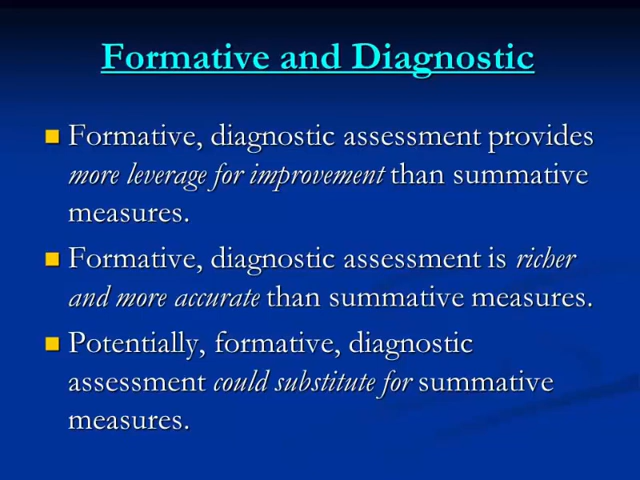 Formative and Diagnostic
Formative, diagnostic assessment provides
more leverage for improvement than summative
measures.
Formative, diagnostic assessment is richer
and more accurate than summative measures.
Potentially, formative, diagnostic
assessment could substitute for summative
measures.